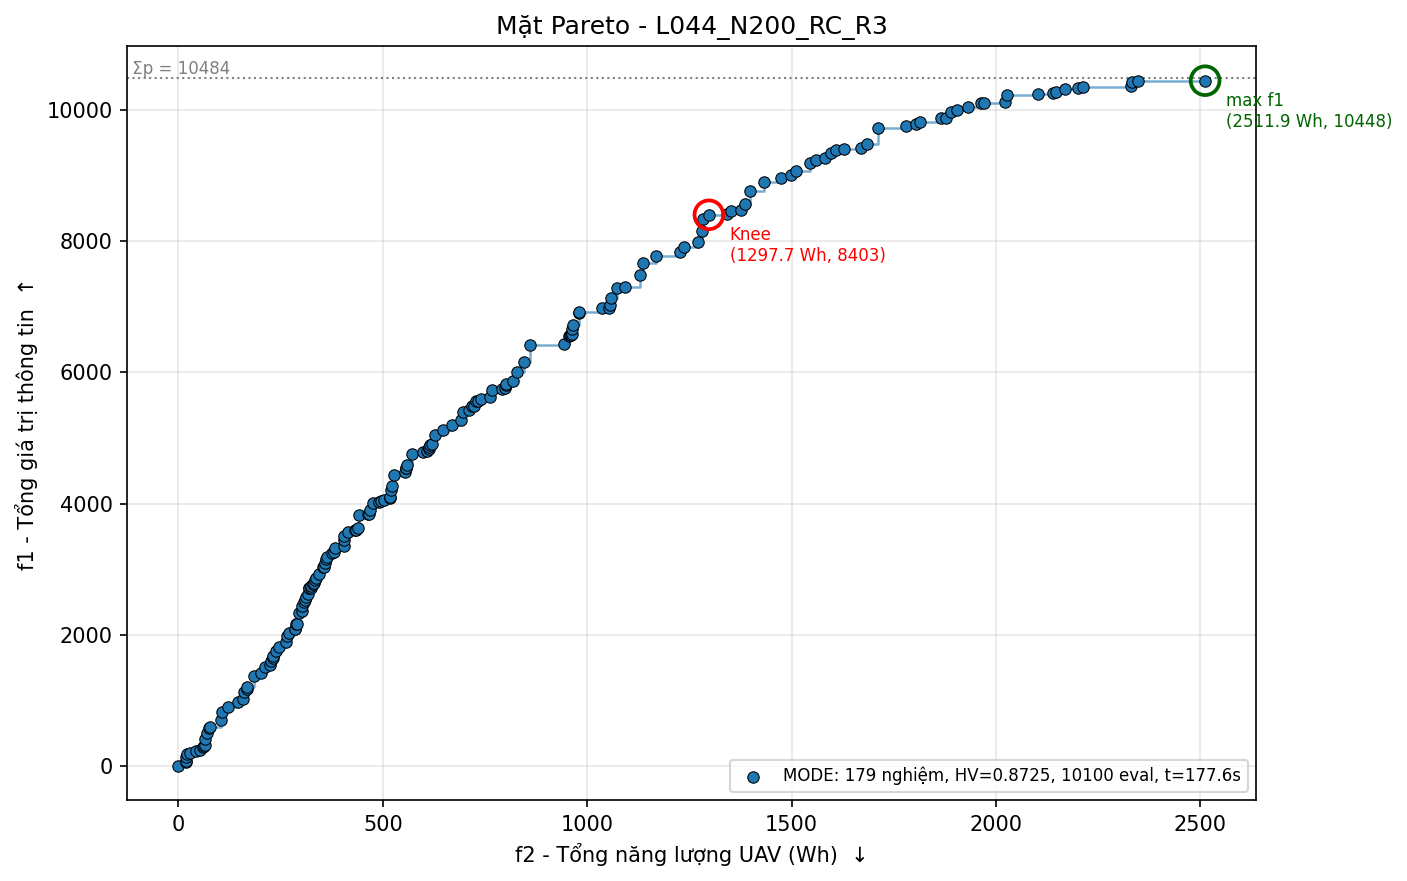 Mặt Pareto - L044_N200_RC_R3
Σp = 10484
max f1
(2511.9 Wh, 10448)
Knee
(1297.7 Wh, 8403)
f1 - Tổng giá trị thông tin ↑
10000
8000
6000
4000
2000
0
MODE: 179 nghiệm, HV=0.8725, 10100 eval, t=177.6s
0 500 1000 1500 2000 2500
f2 - Tổng năng lượng UAV (Wh) ↓